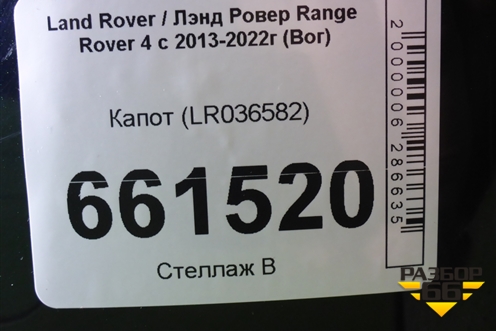 Land Rover / Лэнд Ровер Range
Rover 4 с 2013-2022г (Вог)
Капот (LR036582)
661520
Стеллаж В
2000006286635
РАЗБОР
66